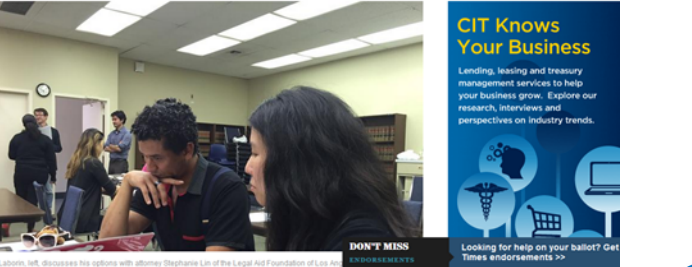 CIT Knows
Your Business
Lending, leasing and treasury
management services to help
your business grow. Explore our
research, interviews and
perspectives on industry trends.
Laborin, left, discusses his options with attorney Stephanie Lin of the Legal Aid Foundation of Los Ang
DON'T MISS
ENDORSEMENTS
Looking for help on your ballot? Get
Times endorsements >>